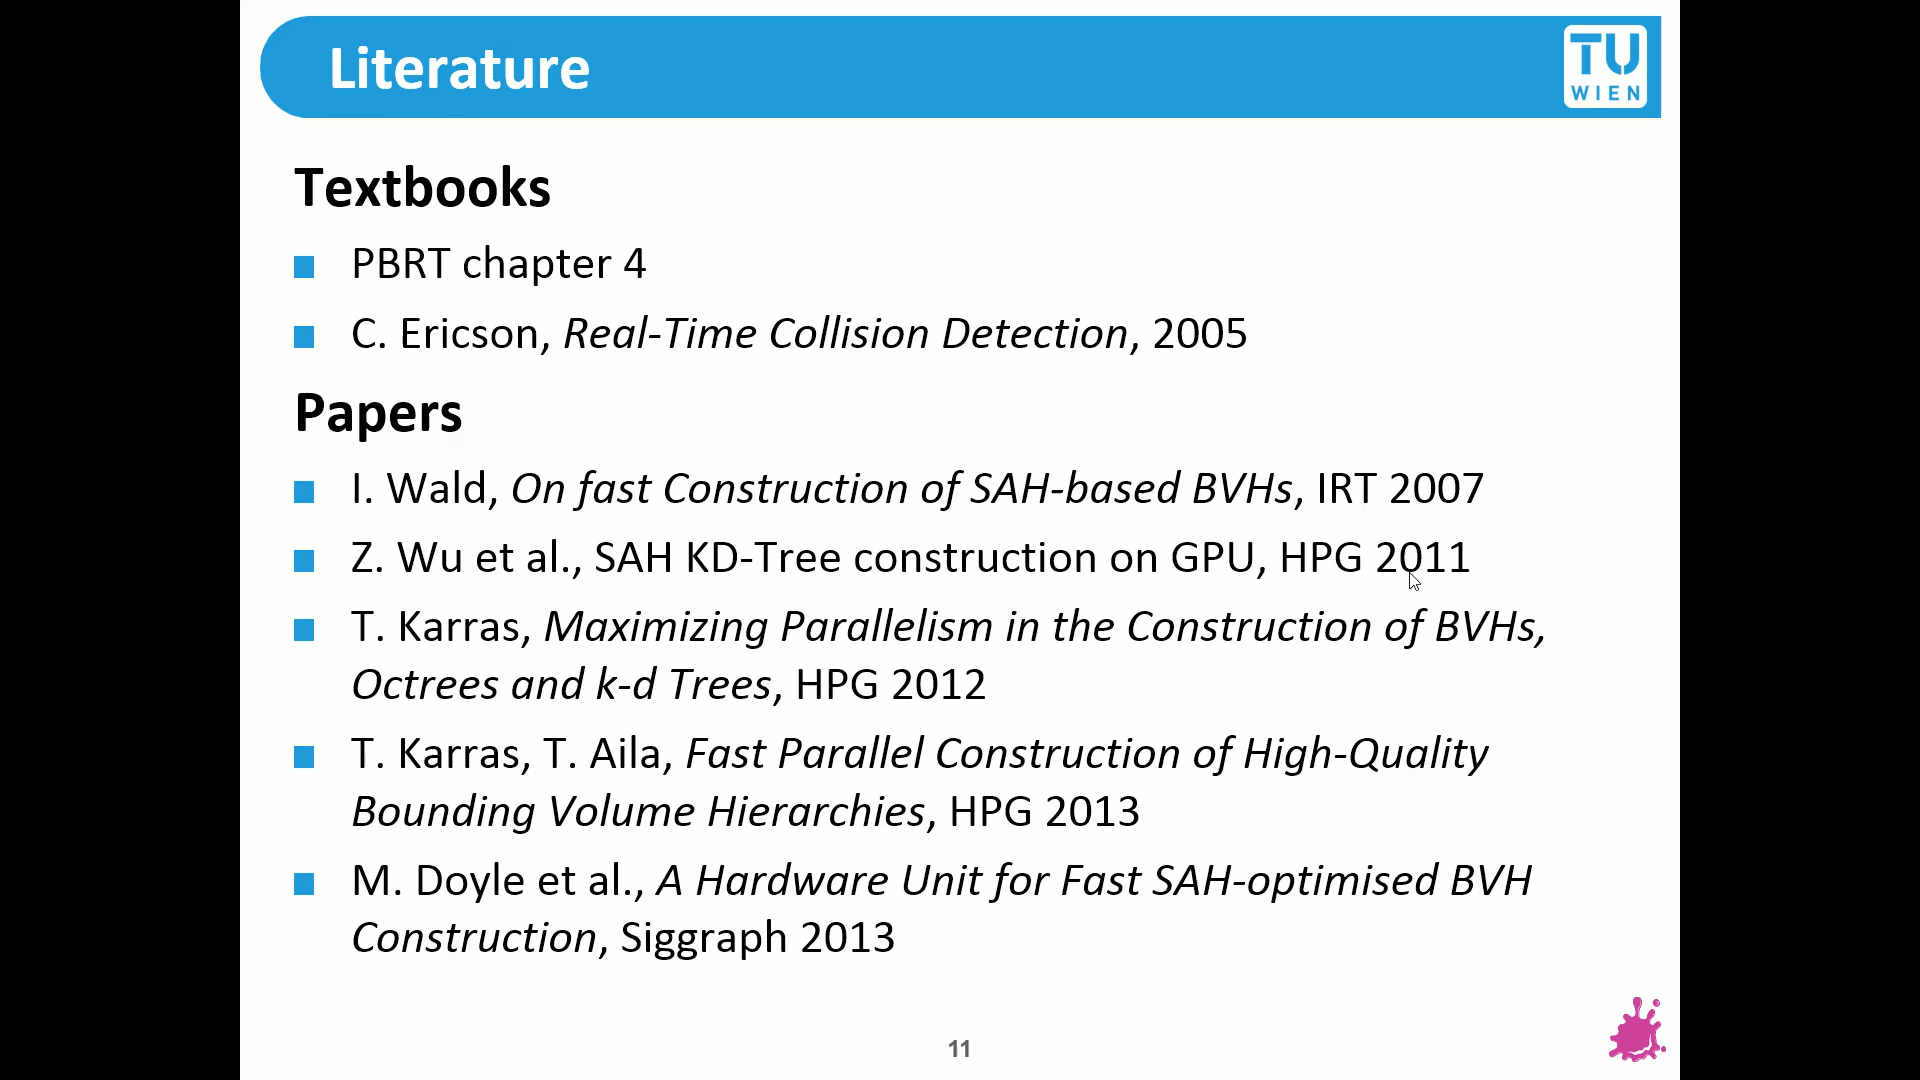 Literature
TU
WIEN
Textbooks
PBRT chapter 4
C. Ericson, Real-Time Collision Detection, 2005
Papers
I. Wald, On fast Construction of SAH-based BVHs, IRT 2007
Z. Wu et al., SAH KD-Tree construction on GPU, HPG 2011
T. Karras, Maximizing Parallelism in the Construction of BVHs,
Octrees and k-d Trees, HPG 2012
T. Karras, T. Aila, Fast Parallel Construction of High-Quality
Bounding Volume Hierarchies, HPG 2013
M. Doyle et al., A Hardware Unit for Fast SAH-optimised BVH
Construction, Siggraph 2013
11